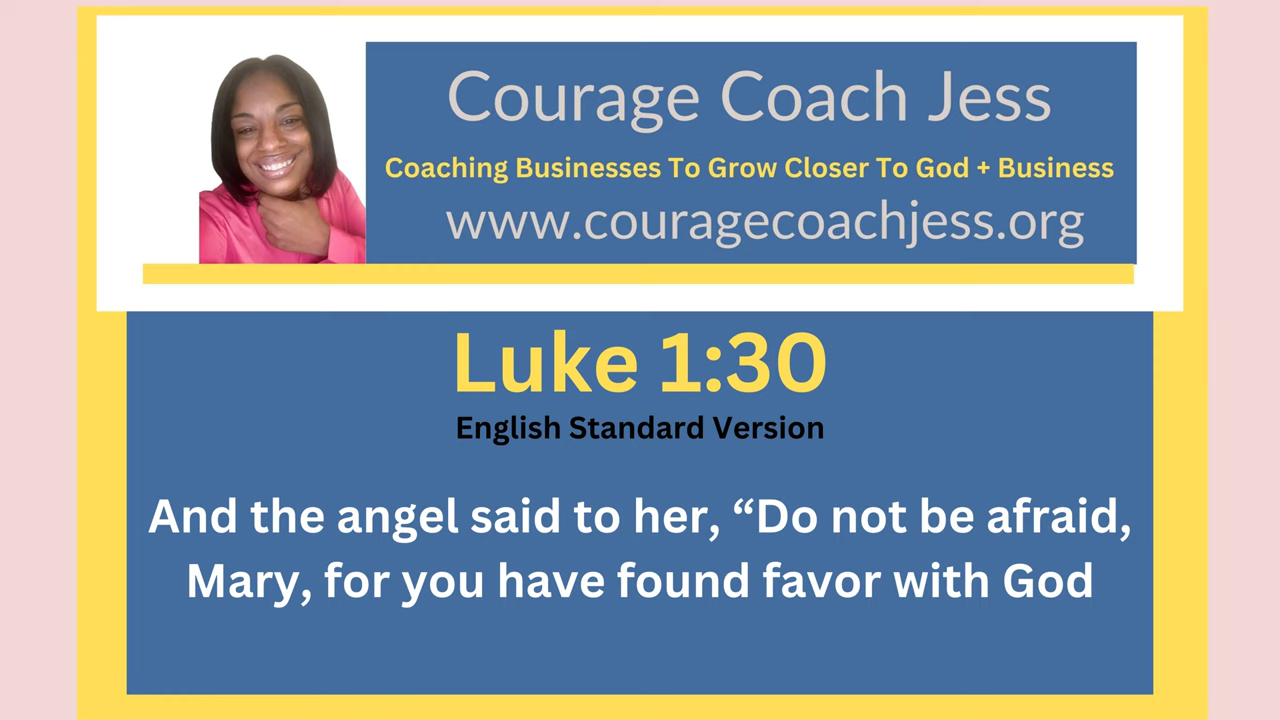 Courage Coach Jess
Coaching Businesses To Grow Closer To God + Business
www.couragecoachjess.org
Luke 1:30
English Standard Version
And the angel said to her, “Do not be afraid,
Mary, for you have found favor with God